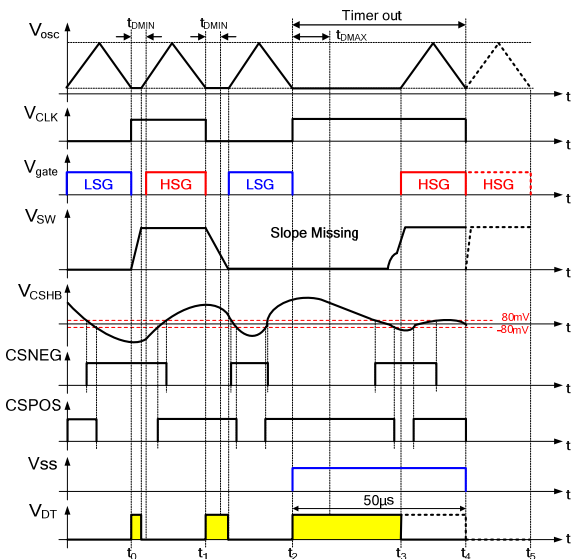 Timer out
tDMIN tDMIN tDMAX
Vosc
t
VCLK
t
Vgate
LSG HSG LSG HSG HSG
t
VSW
Slope Missing
t
VCSHB
80mV
-80mV
t
CSNEG
t
CSPOS
t
Vss
t
50µs
VDT
t
t0 t1 t2 t3 t4 t5